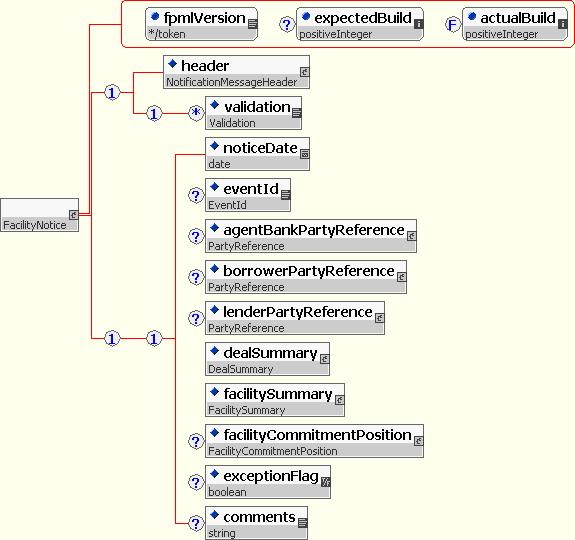 fpmlVersion
*/token
? expectedBuild
positiveInteger
F actualBuild
positiveInteger
header
NotificationMessageHeader
1
1 * validation
Validation
noticeDate
date
? eventId
EventId
FacilityNotice
? agentBankPartyReference
PartyReference
? borrowerPartyReference
PartyReference
? lenderPartyReference
PartyReference
1 1
dealSummary
DealSummary
facilitySummary
FacilitySummary
? facilityCommitmentPosition
FacilityCommitmentPosition
? exceptionFlag
boolean
? comments
string